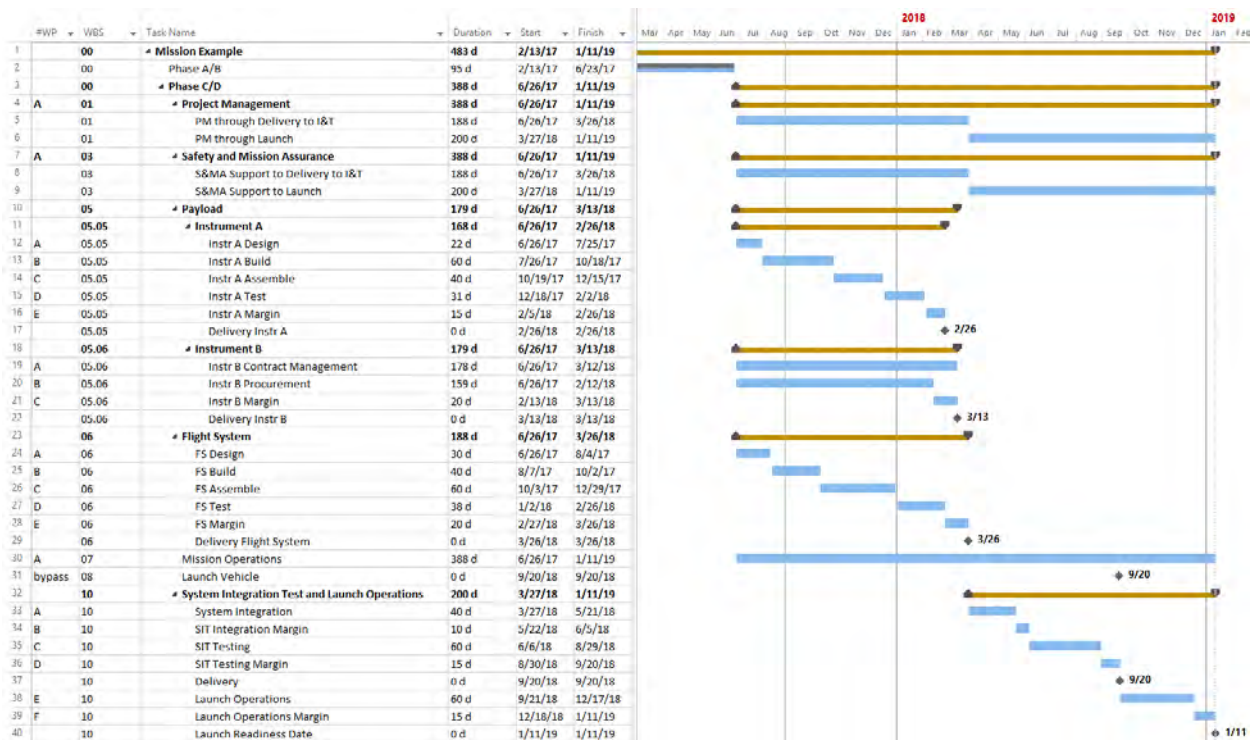 2018 2019
#WP WBS Task Name Duration Start Finish Mar Apr May Jun Jul Aug Sep Oct Nov Dec Jan Feb Mar Apr May Jun Jul Aug Sep Oct Nov Dec Jan Feb
1 00 Mission Example 483 d 2/13/17 1/11/19
2 00 Phase A/B 95 d 2/13/17 6/23/17
3 00 Phase C/D 388 d 6/26/17 1/11/19
4 A 01 Project Management 388 d 6/26/17 1/11/19
5 01 PM through Delivery to I&T 188 d 6/26/17 3/26/18
6 01 PM through Launch 200 d 3/27/18 1/11/19
7 A 03 Safety and Mission Assurance 388 d 6/26/17 1/11/19
8 03 S&MA Support to Delivery to I&T 188 d 6/26/17 3/26/18
9 03 S&MA Support to Launch 200 d 3/27/18 1/11/19
10 05 Payload 179 d 6/26/17 3/13/18
11 05.05 Instrument A 168 d 6/26/17 2/26/18
12 A 05.05 Instr A Design 22 d 6/26/17 7/25/17
13 B 05.05 Instr A Build 60 d 7/26/17 10/18/17
14 C 05.05 Instr A Assemble 40 d 10/19/17 12/15/17
15 D 05.05 Instr A Test 31 d 12/18/17 2/2/18
16 E 05.05 Instr A Margin 15 d 2/5/18 2/26/18
17 05.05 Delivery Instr A 0 d 2/26/18 2/26/18 2/26
18 05.06 Instrument B 179 d 6/26/17 3/13/18
19 A 05.06 Instr B Contract Management 178 d 6/26/17 3/12/18
20 B 05.06 Instr B Procurement 159 d 6/26/17 2/12/18
21 C 05.06 Instr B Margin 20 d 2/13/18 3/13/18
22 05.06 Delivery Instr B 0 d 3/13/18 3/13/18 3/13
23 06 Flight System 188 d 6/26/17 3/26/18
24 A 06 FS Design 30 d 6/26/17 8/4/17
25 B 06 FS Build 40 d 8/7/17 10/2/17
26 C 06 FS Assemble 60 d 10/3/17 12/29/17
27 D 06 FS Test 38 d 1/2/18 2/26/18
28 E 06 FS Margin 20 d 2/27/18 3/26/18
29 06 Delivery Flight System 0 d 3/26/18 3/26/18 3/26
30 A 07 Mission Operations 388 d 6/26/17 1/11/19
31 bypass 08 Launch Vehicle 0 d 9/20/18 9/20/18 9/20
32 10 System Integration Test and Launch Operations 200 d 3/27/18 1/11/19
33 A 10 System Integration 40 d 3/27/18 5/21/18
34 B 10 SIT Integration Margin 10 d 5/22/18 6/5/18
35 C 10 SIT Testing 60 d 6/6/18 8/29/18
36 D 10 SIT Testing Margin 15 d 8/30/18 9/20/18
37 10 Delivery 0 d 9/20/18 9/20/18 9/20
38 E 10 Launch Operations 60 d 9/21/18 12/17/18
39 F 10 Launch Operations Margin 15 d 12/18/18 1/11/19
40 10 Launch Readiness Date 0 d 1/11/19 1/11/19 1/11